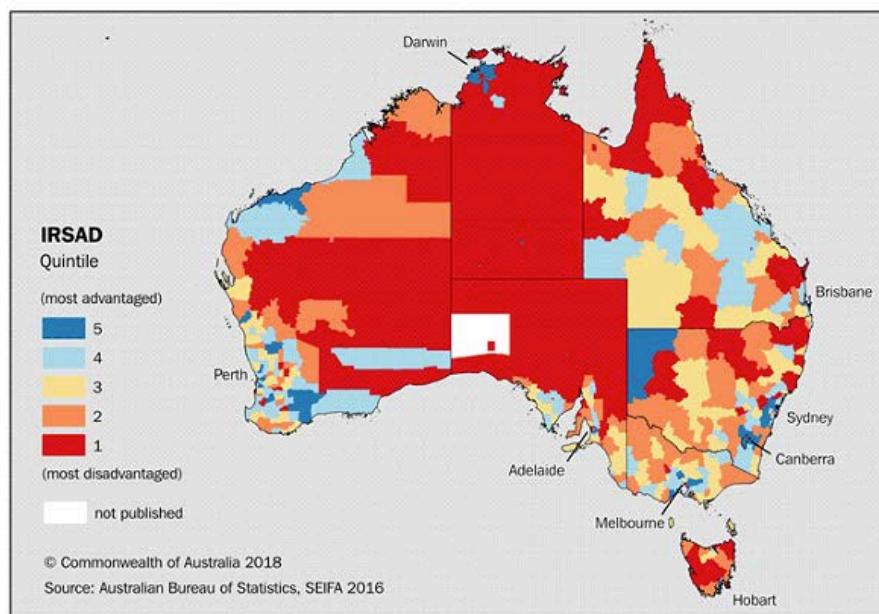 Darwin
IRSAD
Quintile
(most advantaged)
5
4
3
2
1
(most disadvantaged)
not published
Brisbane
Perth
Sydney
Canberra
Adelaide
Melbourne
Hobart
© Commonwealth of Australia 2018
Source: Australian Bureau of Statistics, SEIFA 2016